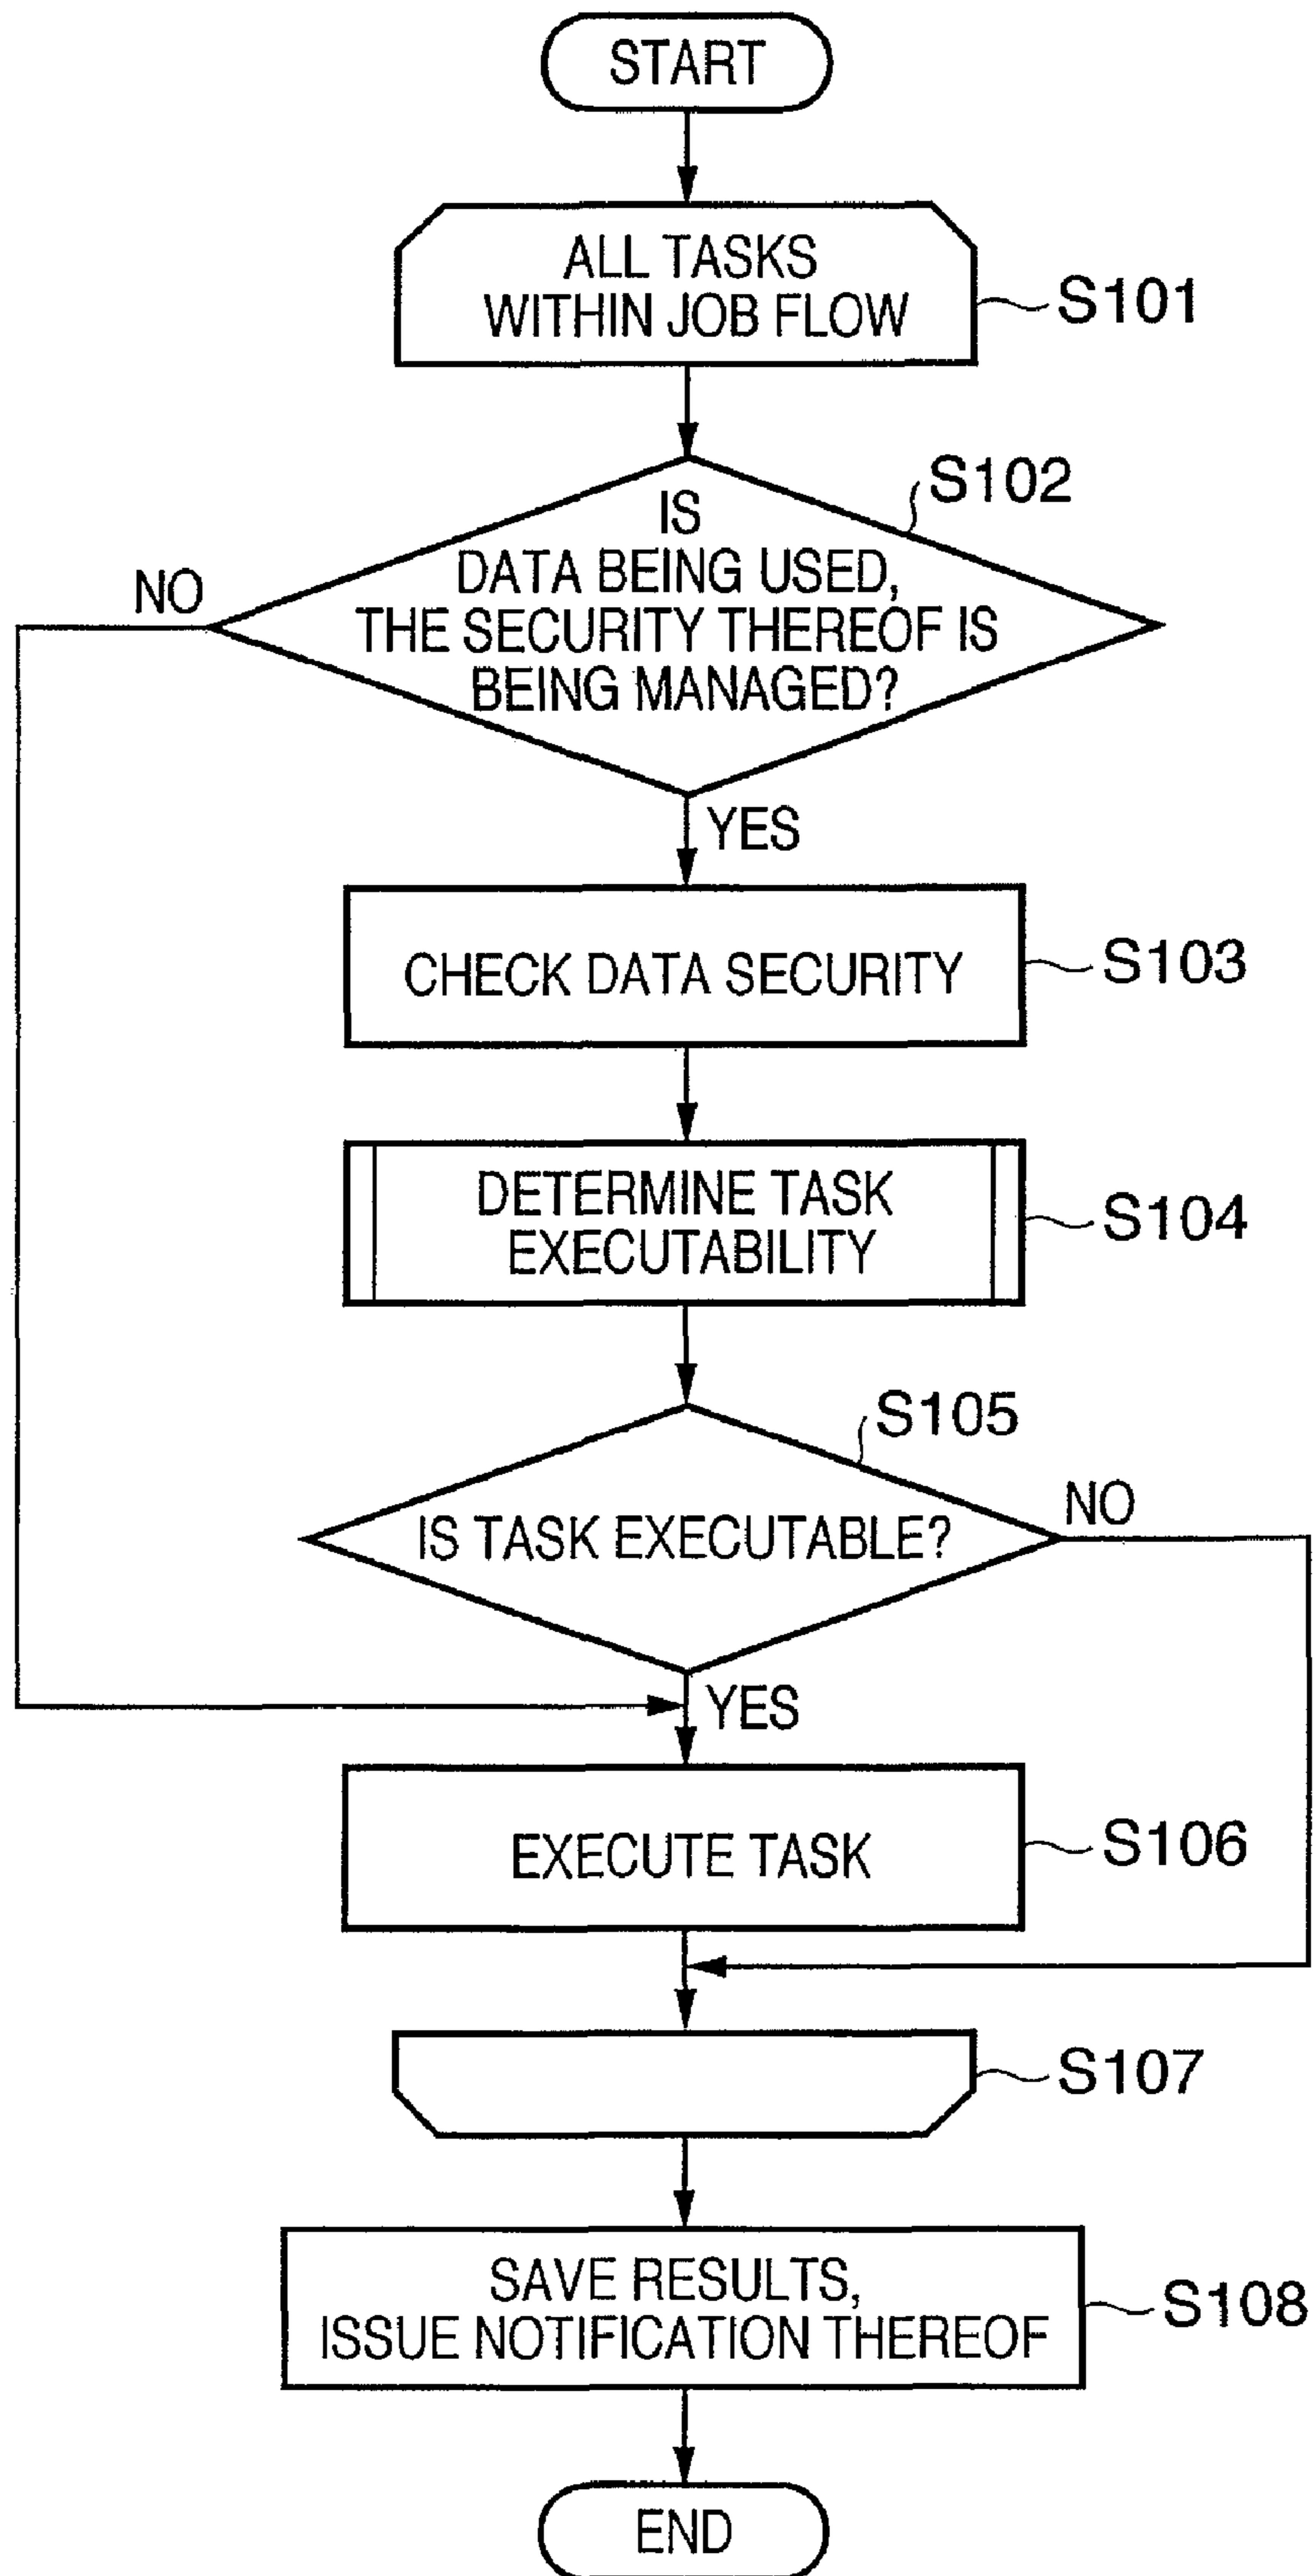 START
ALL TASKS
WITHIN JOB FLOW
S101
S102
IS
DATA BEING USED,
THE SECURITY THEREOF IS
BEING MANAGED?
NO
YES
CHECK DATA SECURITY
S103
DETERMINE TASK
EXECUTABILITY
S104
S105
IS TASK EXECUTABLE?
NO
YES
EXECUTE TASK
S106
S107
SAVE RESULTS,
ISSUE NOTIFICATION THEREOF
S108
END